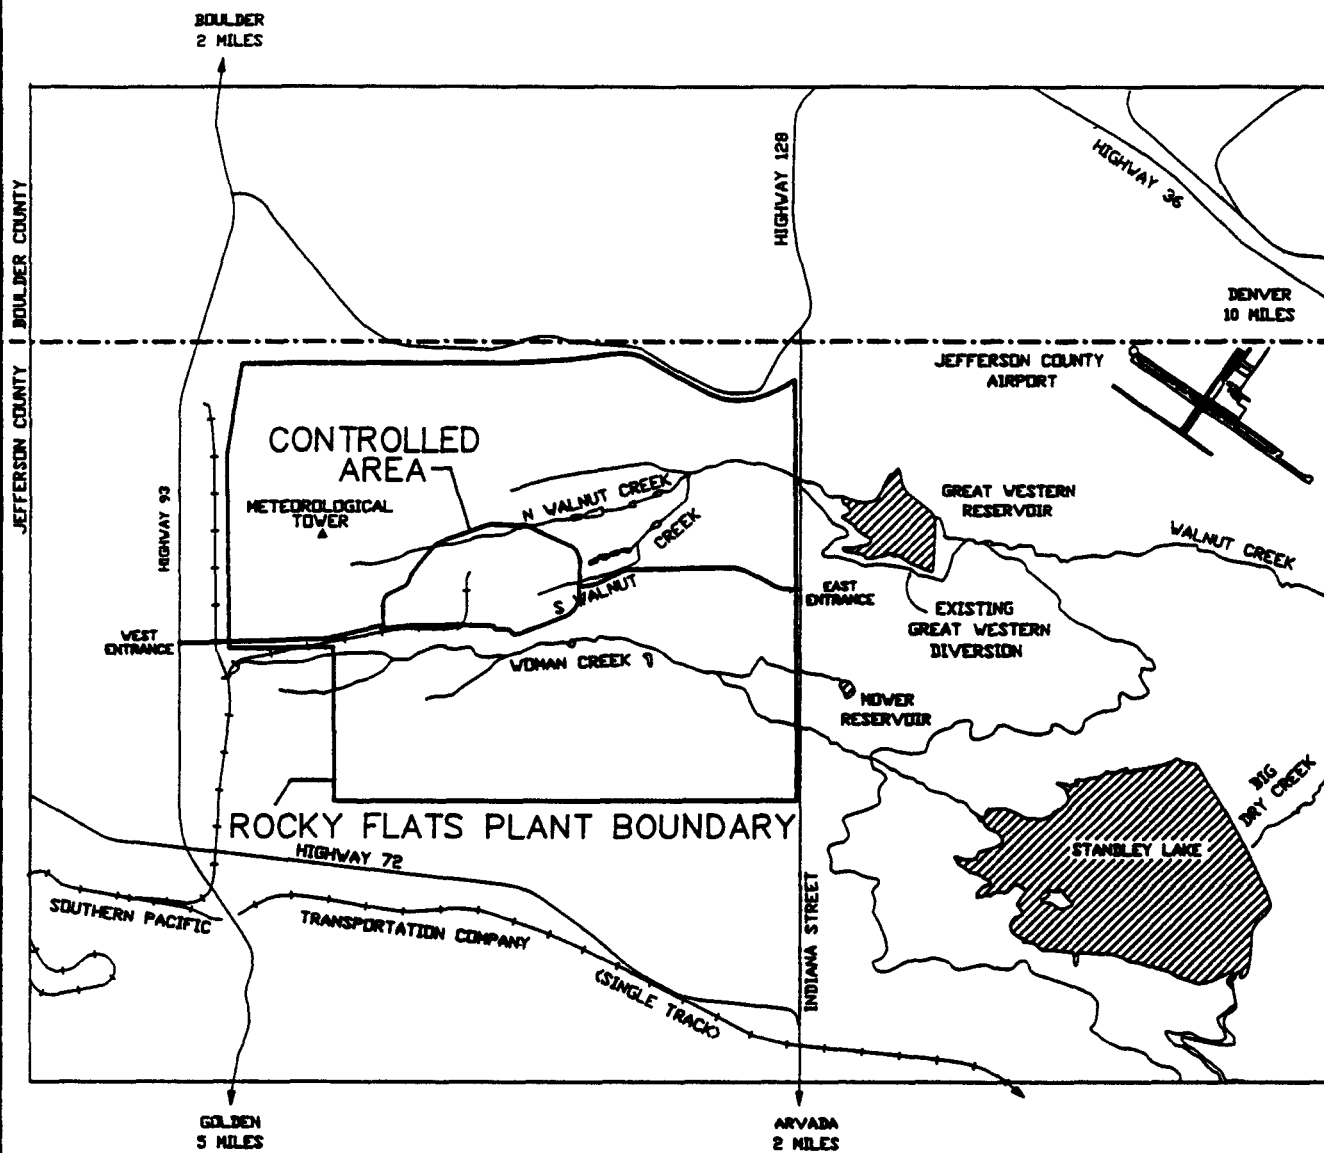 BOULDER
2 MILES
BOULDER COUNTY
JEFFERSON COUNTY
HIGHWAY 128
HIGHWAY 36
DENVER
10 MILES
JEFFERSON COUNTY
AIRPORT
CONTROLLED
AREA
METEOROLOGICAL
TOWER
HIGHWAY 93
N WALNUT CREEK
CREEK
S WALNUT
GREAT WESTERN
RESERVOIR
WALNUT CREEK
EAST
ENTRANCE
EXISTING
GREAT WESTERN
DIVERSION
WEST
ENTRANCE
WOMAN CREEK
MOWER
RESERVOIR
BIG
DRY CREEK
STANDLEY LAKE
ROCKY FLATS PLANT BOUNDARY
HIGHWAY 72
SOUTHERN PACIFIC
TRANSPORTATION COMPANY
(SINGLE TRACK)
INDIANA STREET
GOLDEN
5 MILES
ARVADA
2 MILES